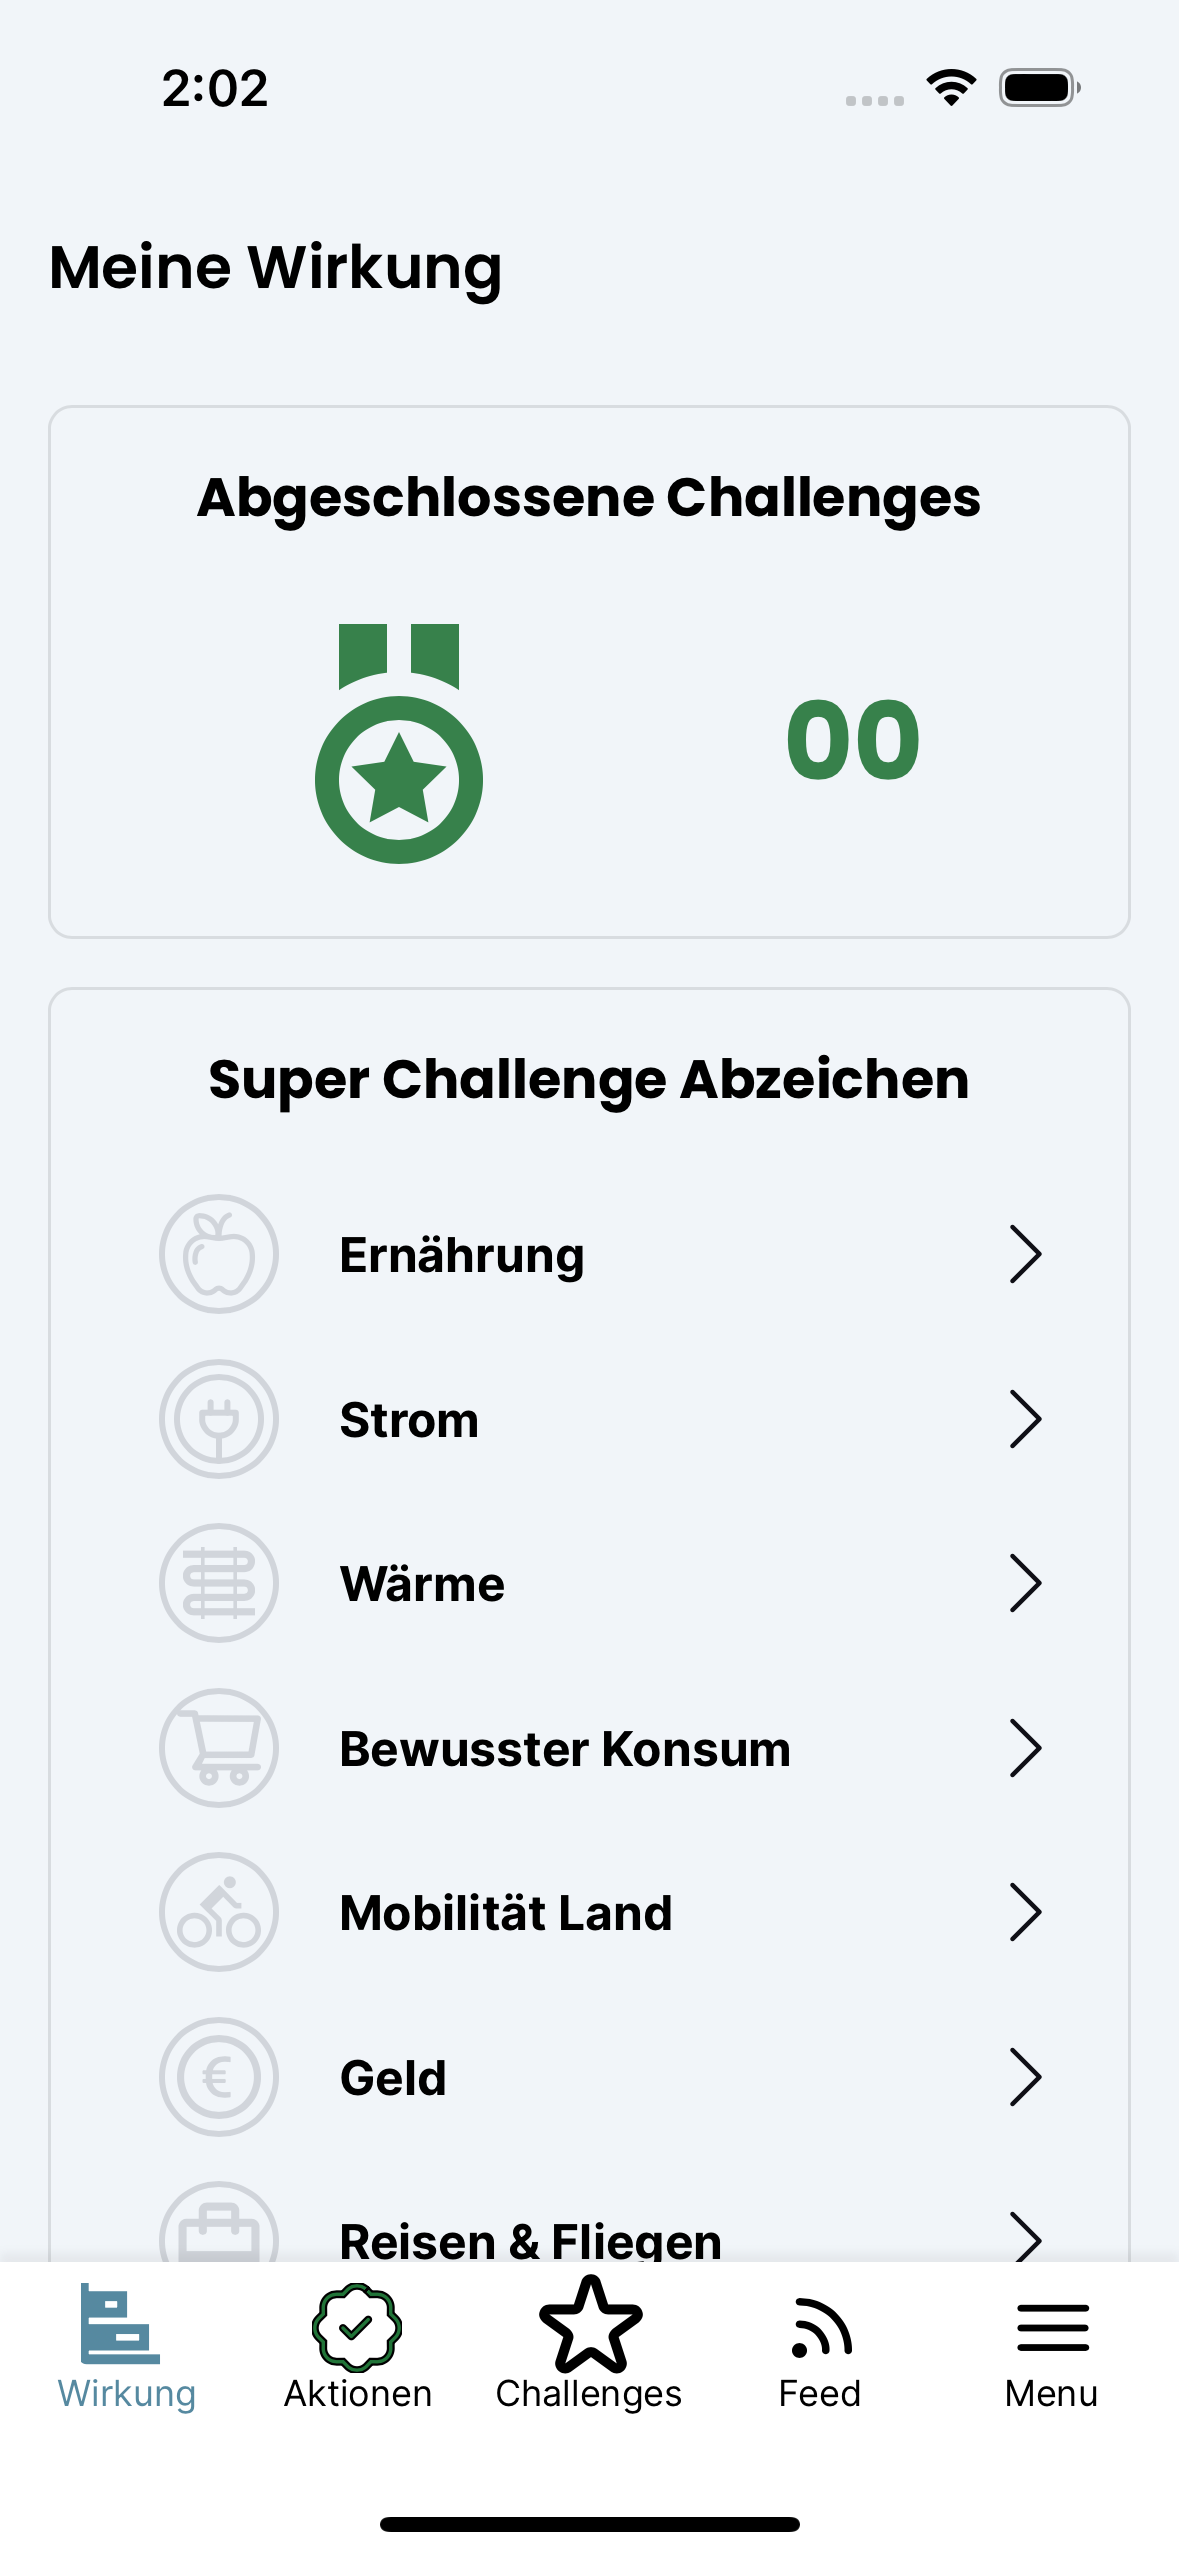 2:02
Meine Wirkung
Abgeschlossene Challenges
00
Super Challenge Abzeichen
Ernährung
Strom
Wärme
Bewusster Konsum
Mobilität Land
€
Geld
Reisen & Fliegen
Wirkung
Aktionen
Challenges
Feed
Menu